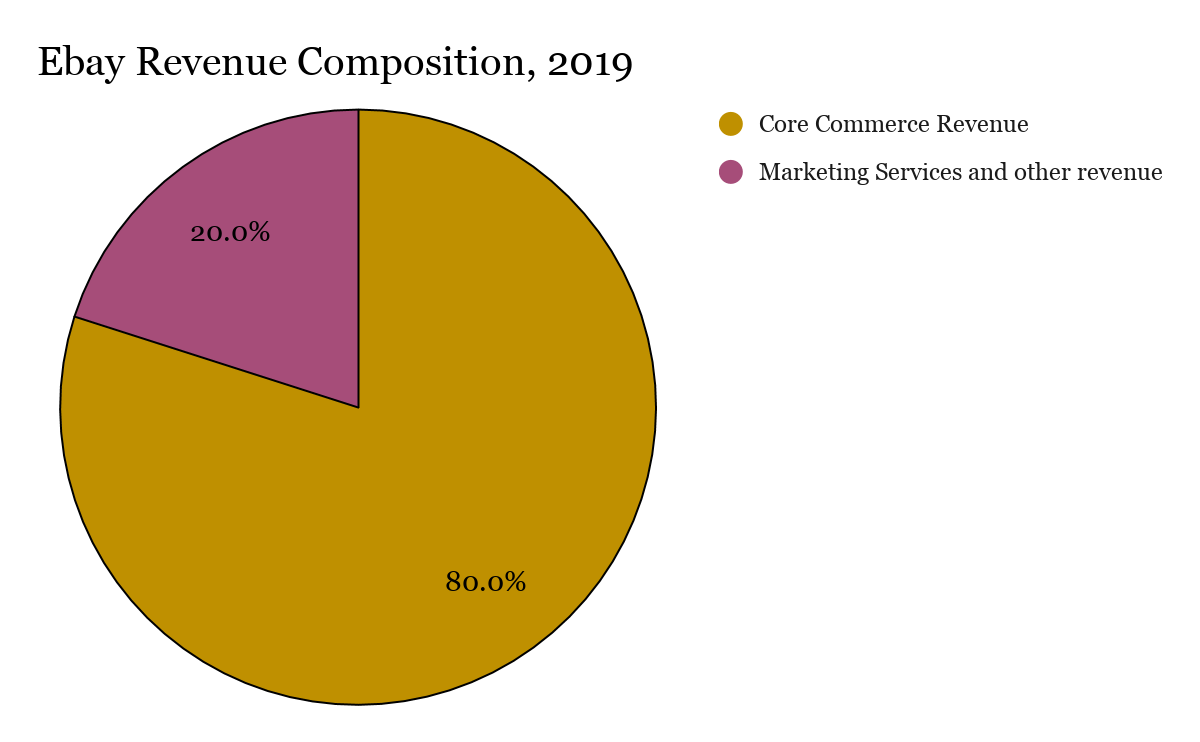 Ebay Revenue Composition, 2019
Core Commerce Revenue
Marketing Services and other revenue
20.0%
80.0%